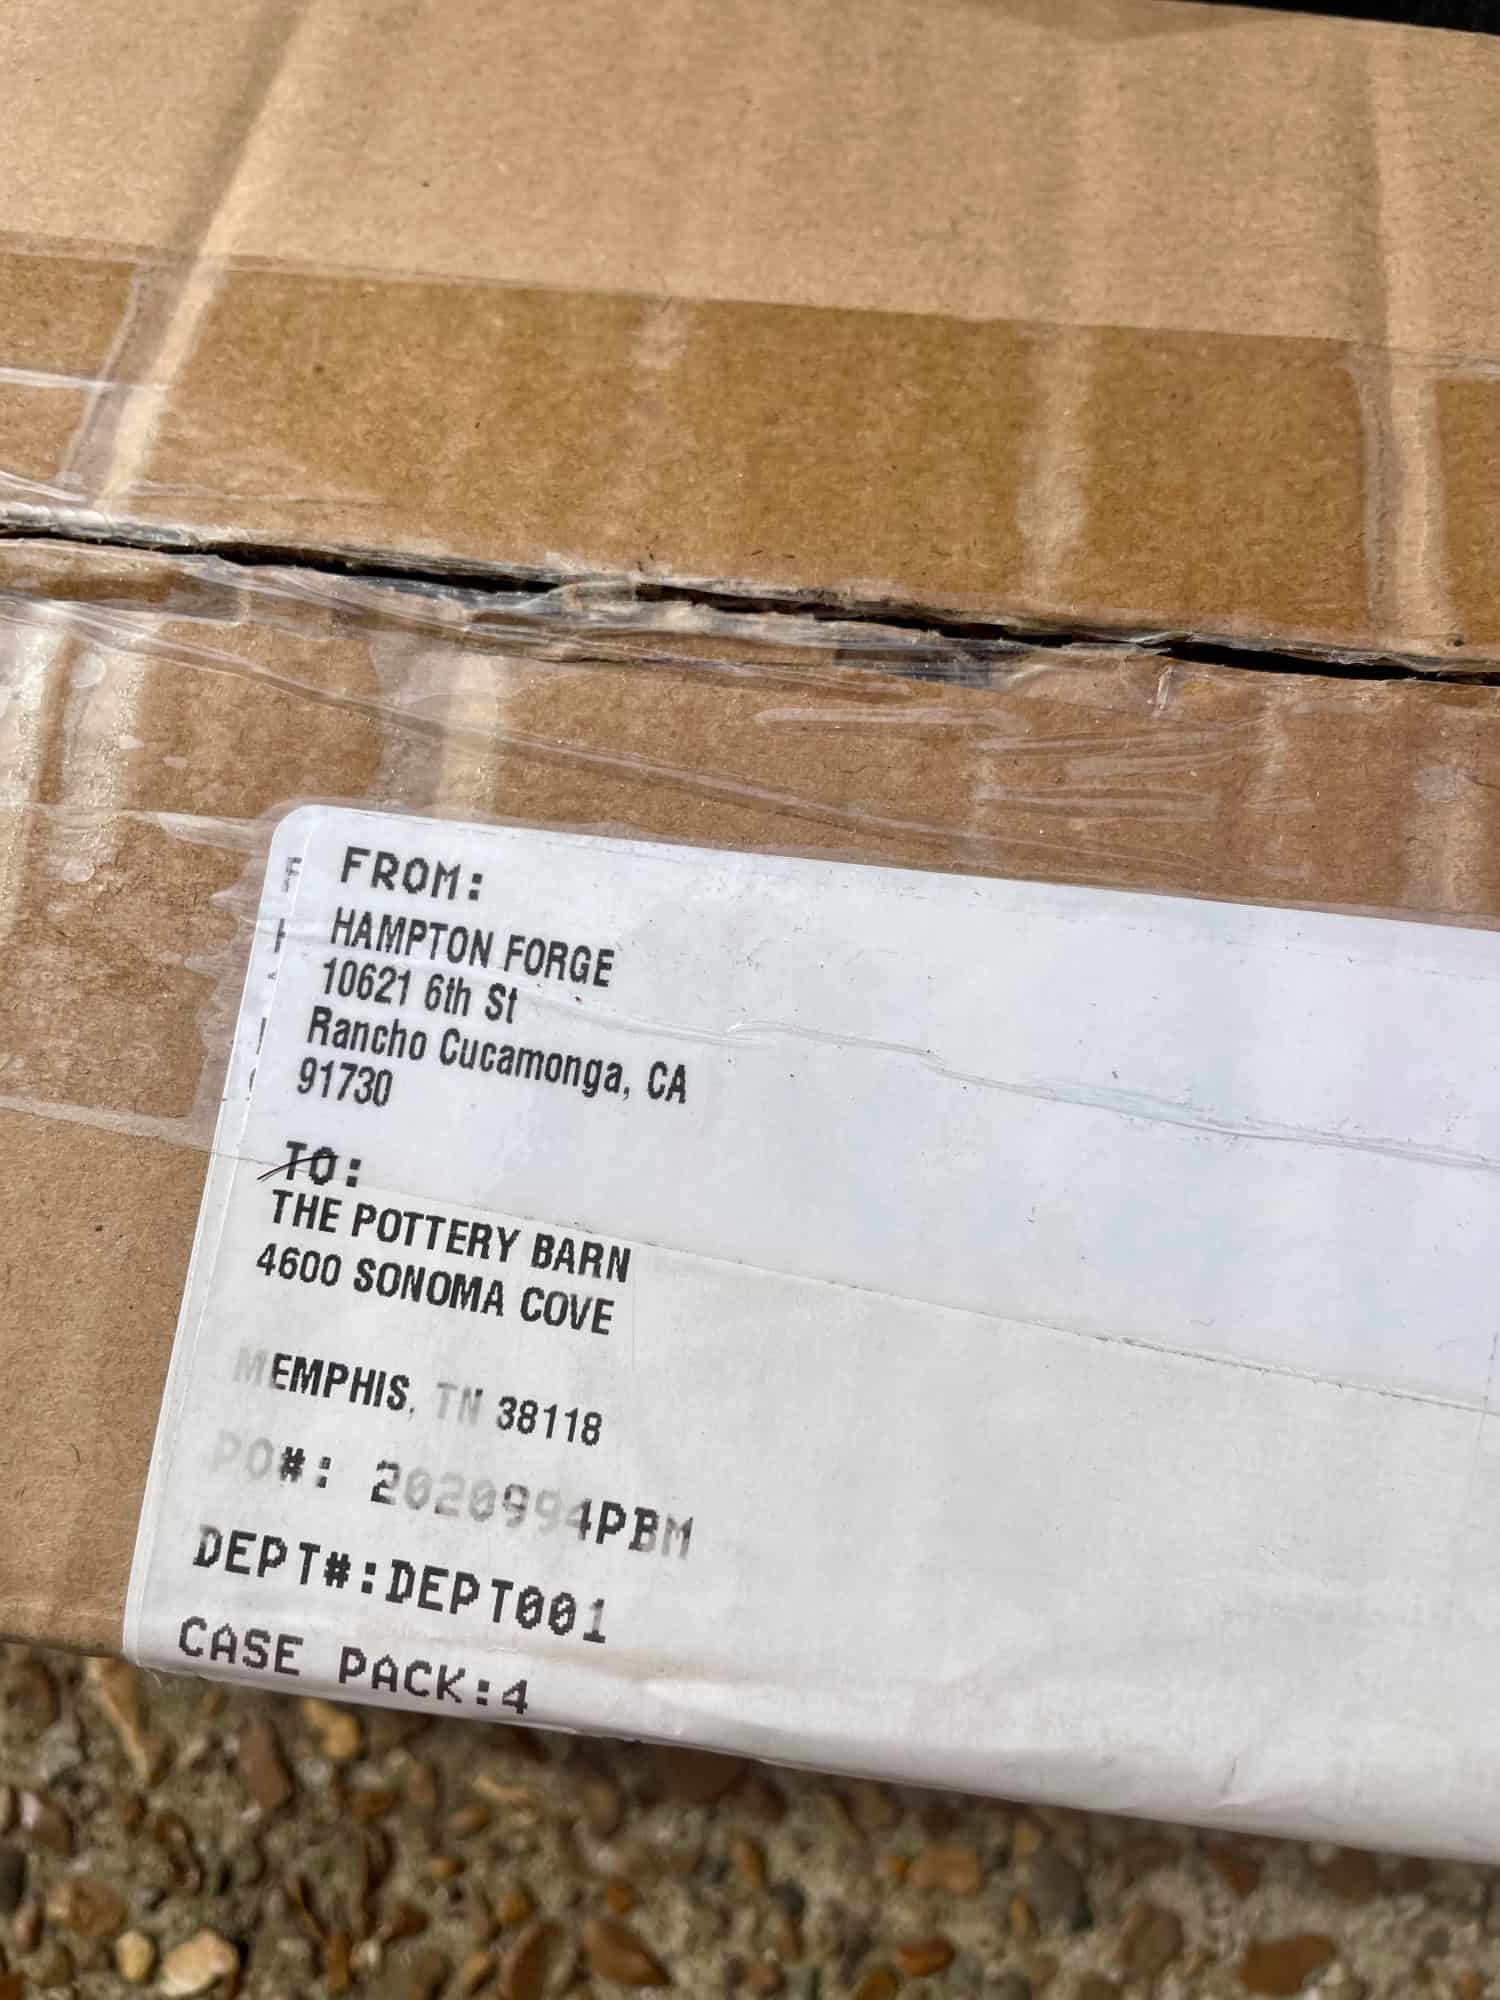 FROM:
HAMPTON FORGE
10621 6th St
Rancho Cucamonga, CA
91730
TO:
THE POTTERY BARN
4600 SONOMA COVE
MEMPHIS, TN 38118
PO#: 2020994PBM
DEPT#:DEPT001
CASE PACK:4